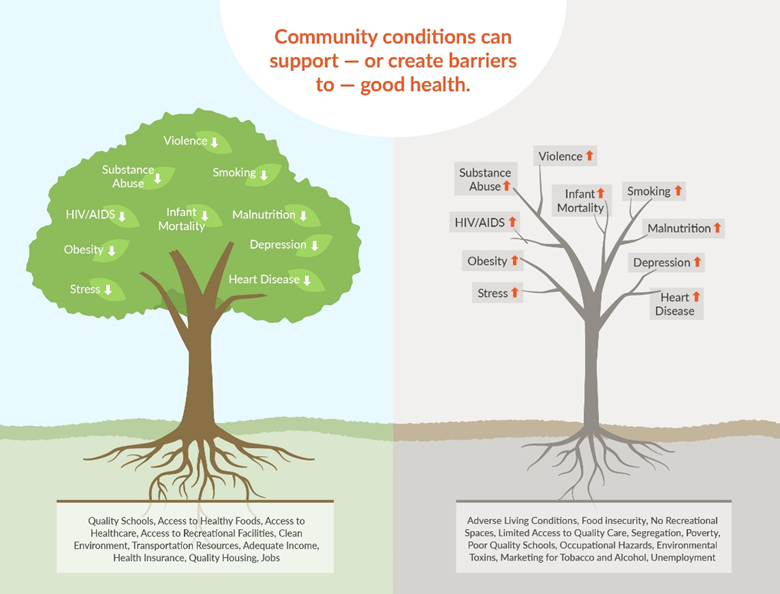 Community conditions can
support — or create barriers
to — good health.
Violence ⬇
Substance
Abuse ⬇
Smoking ⬇
HIV/AIDS ⬇
Infant
Mortality ⬇
Malnutrition ⬇
Obesity ⬇
Depression ⬇
Stress ⬇
Heart Disease ⬇
Quality Schools, Access to Healthy Foods, Access to
Healthcare, Access to Recreational Facilities, Clean
Environment, Transportation Resources, Adequate Income,
Health Insurance, Quality Housing, Jobs
Violence ⬆
Substance
Abuse ⬆
Infant ⬆
Mortality
Smoking ⬆
HIV/AIDS ⬆
Malnutrition ⬆
Obesity ⬆
Depression ⬆
Stress ⬆
Heart ⬆
Disease
Adverse Living Conditions, Food insecurity, No Recreational
Spaces, Limited Access to Quality Care, Segregation, Poverty,
Poor Quality Schools, Occupational Hazards, Environmental
Toxins, Marketing for Tobacco and Alcohol, Unemployment